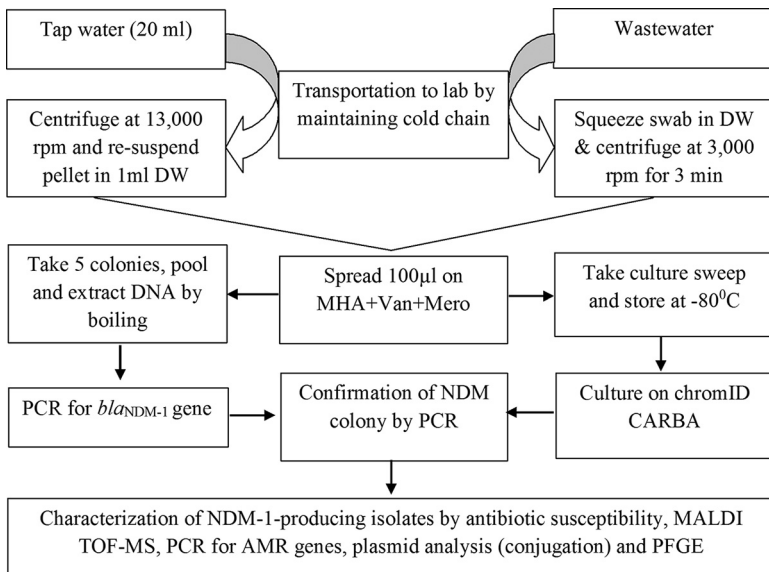 Tap water (20 ml)
Wastewater
Transportation to lab by
maintaining cold chain
Centrifuge at 13,000
rpm and re-suspend
pellet in 1ml DW
Squeeze swab in DW
& centrifuge at 3,000
rpm for 3 min
Take 5 colonies, pool
and extract DNA by
boiling
Spread 100µl on
MHA+Van+Mero
Take culture sweep
and store at -80⁰C
PCR for blaNDM-1 gene
Confirmation of NDM
colony by PCR
Culture on chromID
CARBA
Characterization of NDM-1-producing isolates by antibiotic susceptibility, MALDI
TOF-MS, PCR for AMR genes, plasmid analysis (conjugation) and PFGE